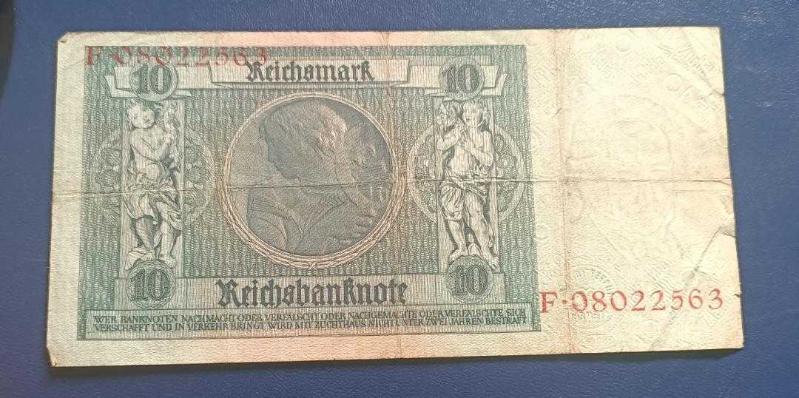 F·08022563
10 Reichsmark 10
10 Reichsbanknote 10
F·08022563
WER BANKNOTEN NACHMACHT ODER VERFÄLSCHT ODER NACHGEMACHTE ODER VERFÄLSCHTE SICH
VERSCHAFFT UND IN VERKEHR BRINGT, WIRD MIT ZUCHTHAUS NICHT UNTER ZWEI JAHREN BESTRAFT